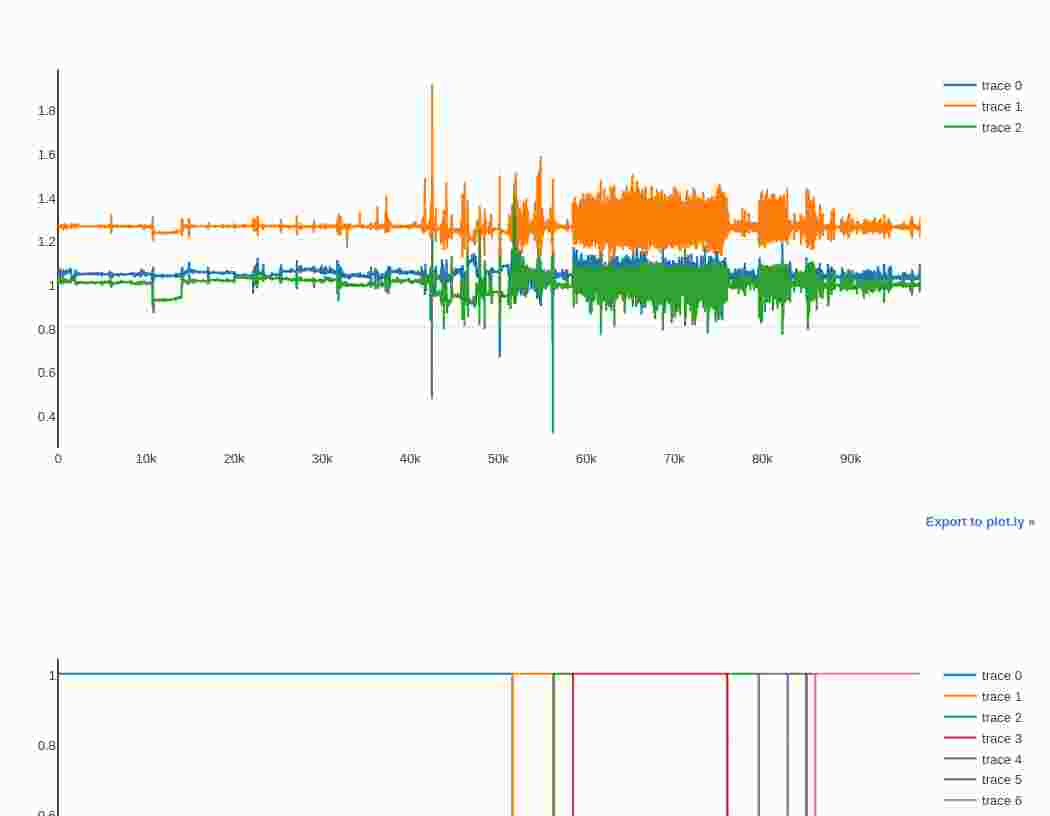 trace 0
1.8
trace 1
trace 2
1.6
1.4
1.2
1
0.8
0.6
0.4
0 10k 20k 30k 40k 50k 60k 70k 80k 90k
Export to plot.ly »
1
trace 0
trace 1
trace 2
trace 3
0.8
trace 4
trace 5
trace 6
0.6